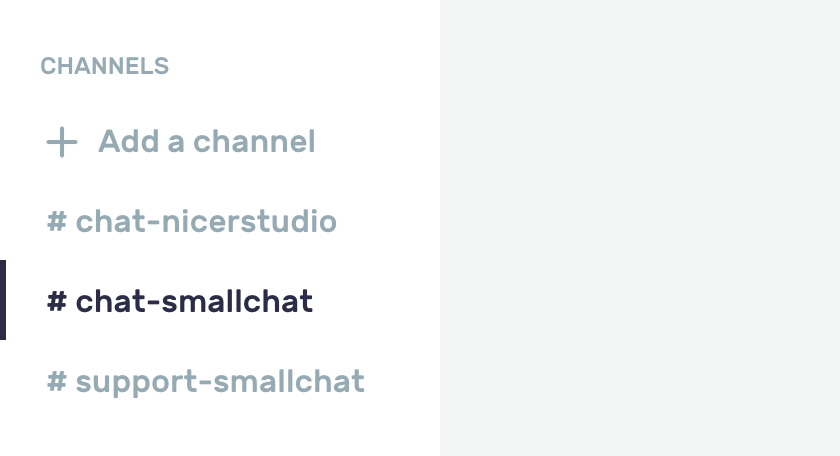 CHANNELS
Add a channel
# chat-nicerstudio
# chat-smallchat
# support-smallchat